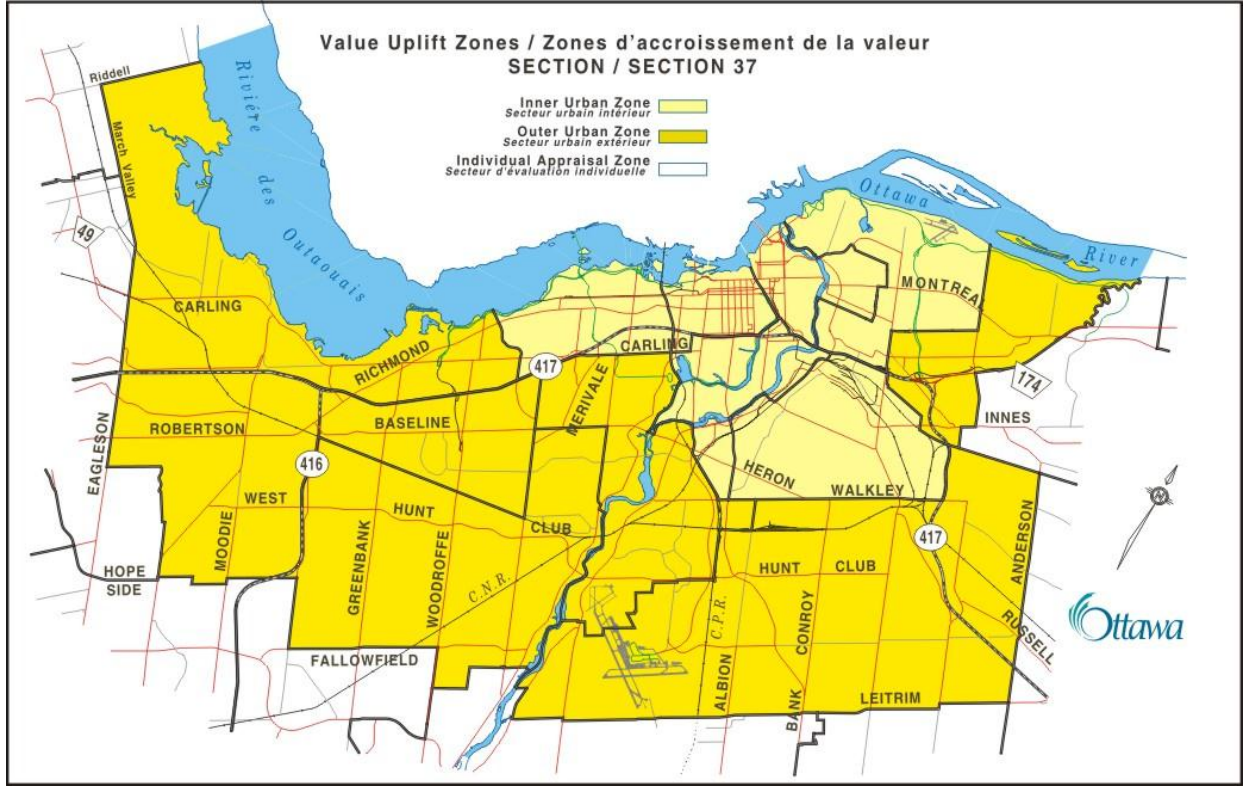 Value Uplift Zones / Zones d'accroissement de la valeur
SECTION / SECTION 37
Inner Urban Zone
Secteur urbain intérieur
Outer Urban Zone
Secteur urbain extérieur
Individual Appraisal Zone
Secteur d'évaluation individuelle
Riddell
March Valley
Rivière
des
Outaouais
Ottawa
River
49
CARLING
MONTREAL
CARLING
RICHMOND
417
MERIVALE
174
INNES
EAGLESON
ROBERTSON
BASELINE
416
HERON
WALKLEY
WEST
HUNT
CLUB
MOODIE
GREENBANK
WOODROFFE
417
ANDERSON
HOPE
SIDE
C.N.R.
HUNT CLUB
C.P.R.
CONROY
RUSSELL
FALLOWFIELD
ALBION
BANK
LEITRIM
N
Ottawa